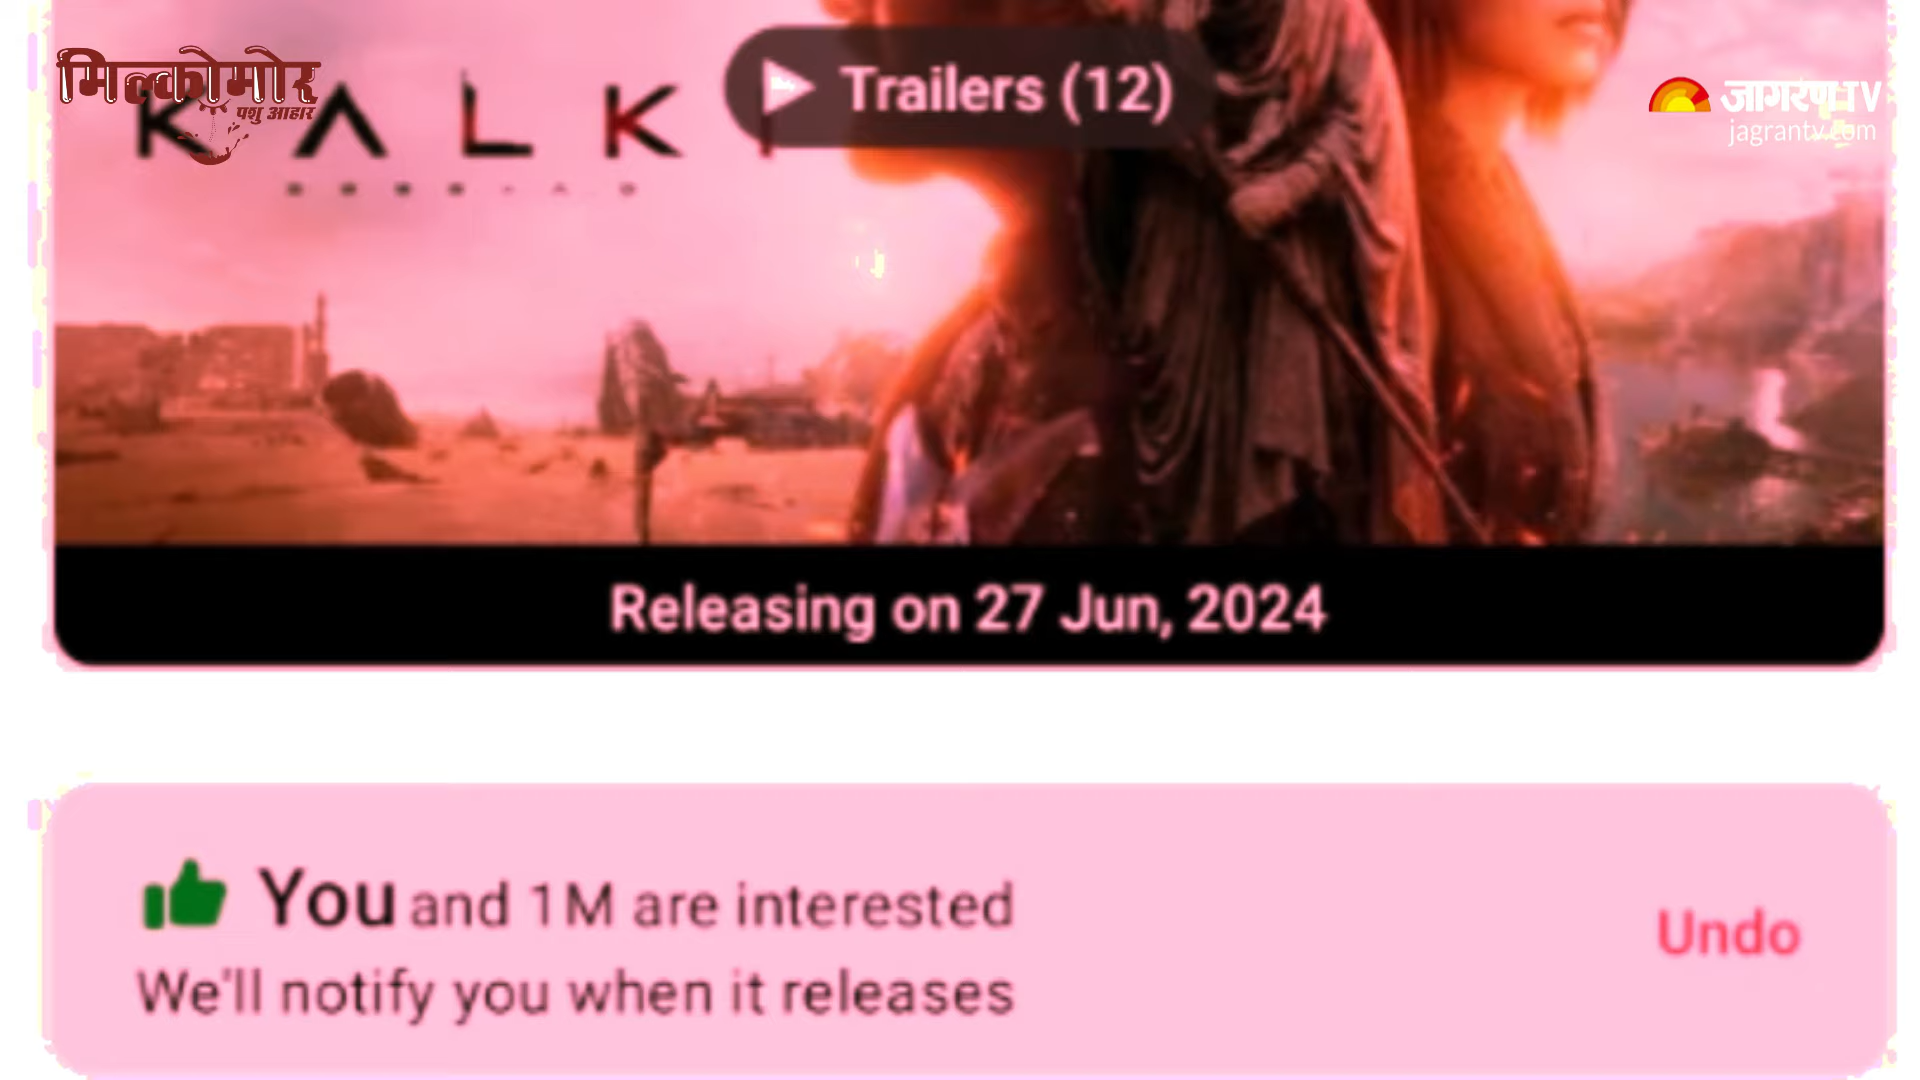 मिल्कोमोर
पशु आहार
KALKI
Trailers (12)
जागरण TV
jagrantv.com
Releasing on 27 Jun, 2024
You and 1M are interested
We'll notify you when it releases
Undo